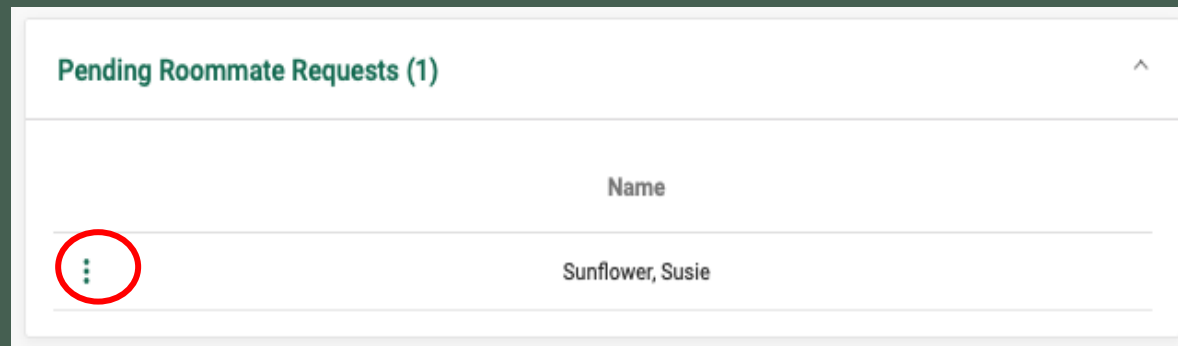 Pending Roommate Requests (1)
Name
Sunflower, Susie